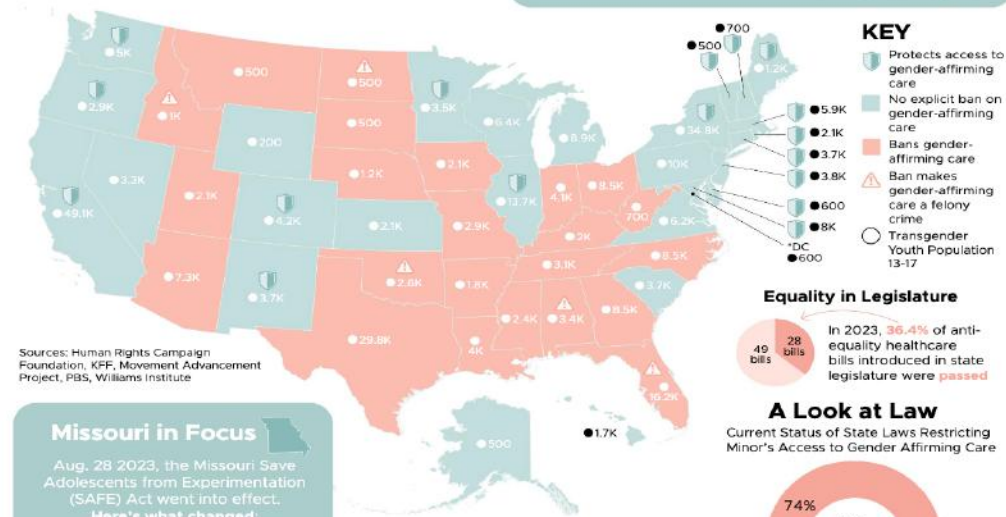 700
500
5K
500
500
1.2K
2.9K
1K
3.5K
6.4K
34.8K
5.9K
500
200
6.9K
2.1K
10K
3.7K
3.3K
1.2K
2.1K
3.8K
49.1K
2.1K
4.2K
13.7K
4.1K
8.5K
600
2.1K
2.9K
700
6.2K
8K
2K
*DC
600
7.3K
3.7K
2.6K
1.8K
3.1K
8.5K
3.7K
29.8K
4K
2.4K
3.4K
8.5K
16.2K
500
1.7K
KEY
Protects access to
gender-affirming
care
No explicit ban on
gender-affirming
care
Bans gender-
affirming care
Ban makes
gender-affirming
care a felony
crime
Transgender
Youth Population
13-17
Equality in Legislature
49
bills
28
bills
In 2023, 36.4% of anti-
equality healthcare
bills introduced in state
legislature were passed
Sources: Human Rights Campaign
Foundation, KFF, Movement Advancement
Project, PBS, Williams Institute
Missouri in Focus
Aug. 28 2023, the Missouri Save
Adolescents from Experimentation
(SAFE) Act went into effect.
Here's what changed:
A Look at Law
Current Status of State Laws Restricting
Minor's Access to Gender Affirming Care
74%